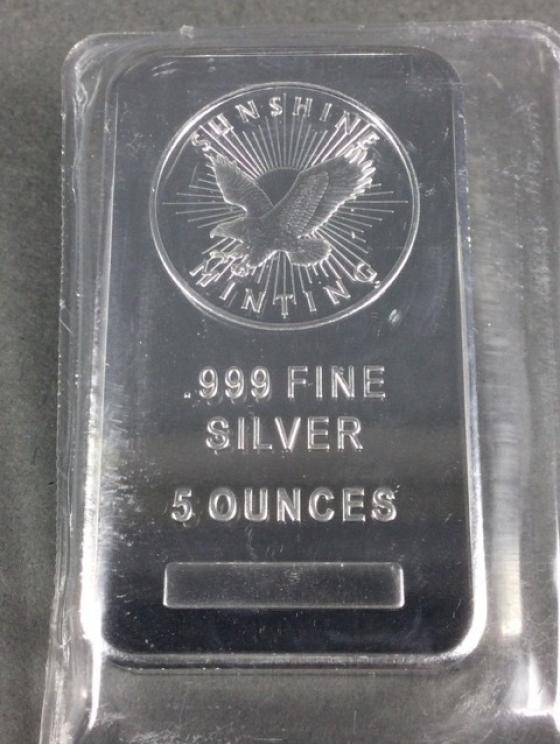 SUNSHINE
MINTING
.999 FINE
SILVER
5 OUNCES